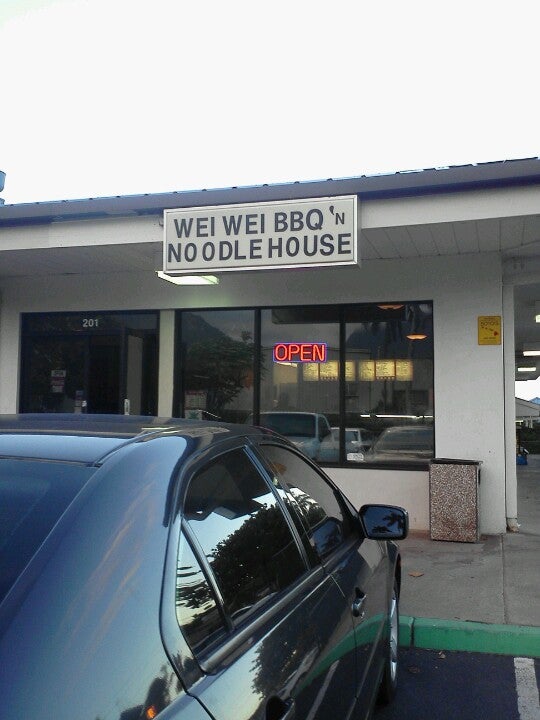 WEI WEI BBQ 'N
NOODLE HOUSE
201
OPEN